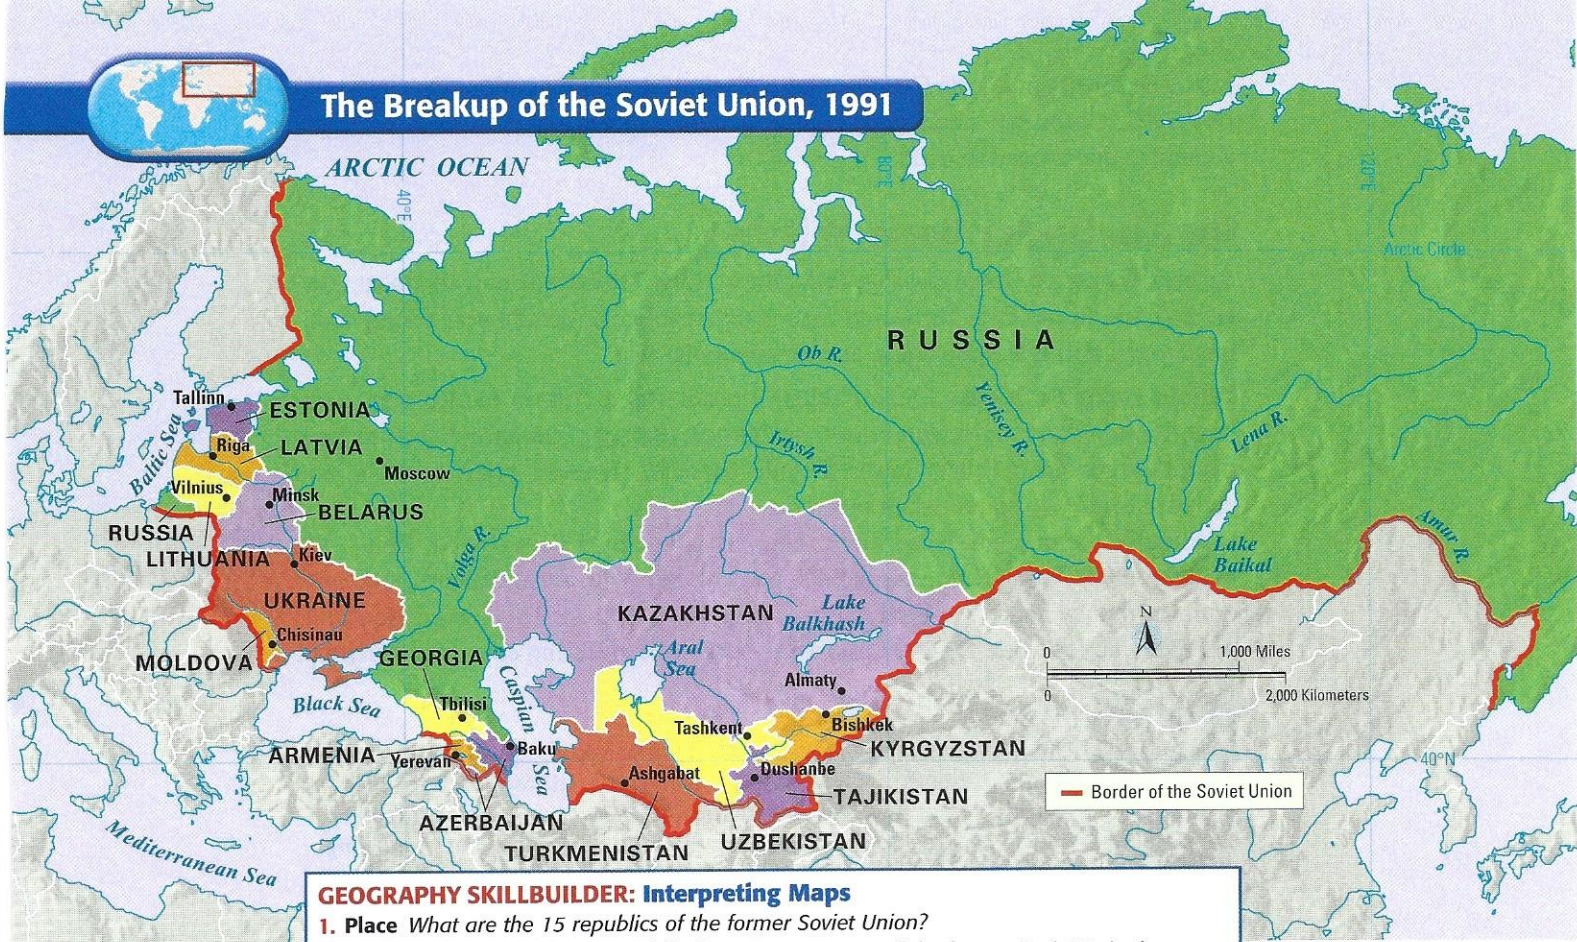 The Breakup of the Soviet Union, 1991
ARCTIC OCEAN
40°E
80°E
120°E
Arctic Circle
RUSSIA
Ob R.
Yenisey R.
Irtysh R.
Lena R.
Tallinn
ESTONIA
Baltic Sea
Riga
LATVIA
Moscow
Vilnius
Minsk
BELARUS
RUSSIA
LITHUANIA
Kiev
Volga R.
Amur R.
Lake
Baikal
UKRAINE
KAZAKHSTAN
Lake
Balkhash
Chisinau
MOLDOVA
GEORGIA
Aral
Sea
Caspian
Sea
Almaty
N
0
1,000 Miles
0
2,000 Kilometers
Black Sea
Tbilisi
Tashkent
Bishkek
KYRGYZSTAN
ARMENIA
Yerevan
Baku
40°N
Ashgabat
Dushanbe
TAJIKISTAN
Border of the Soviet Union
AZERBAIJAN
TURKMENISTAN
UZBEKISTAN
Mediterranean Sea
GEOGRAPHY SKILLBUILDER: Interpreting Maps
1. Place What are the 15 republics of the former Soviet Union?